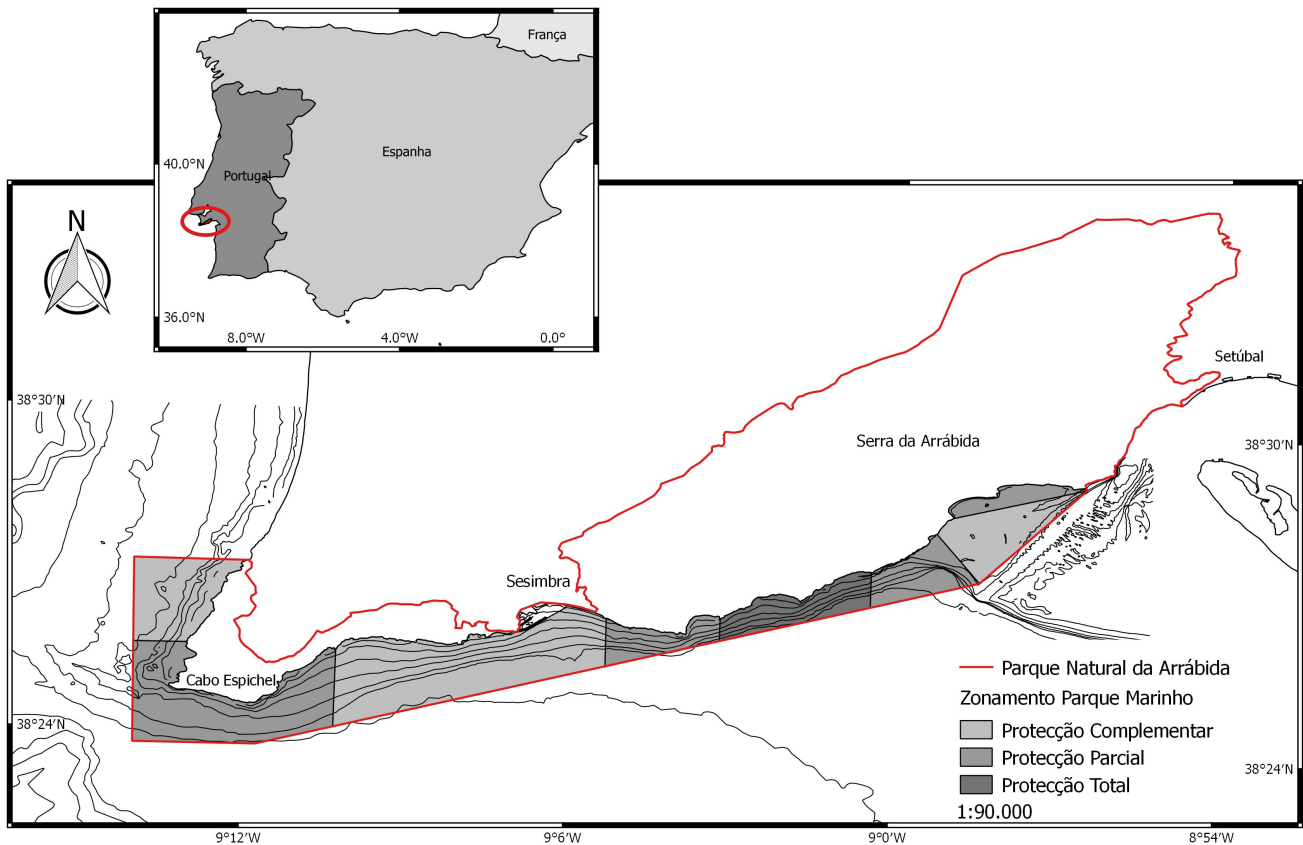 França
Espanha
40.0°N
Portugal
36.0°N
8.0°W
4.0°W
0.0°
N
Setúbal
38°30'N
Serra da Arrábida
38°30'N
Sesimbra
Cabo Espichel
Parque Natural da Arrábida
Zonamento Parque Marinho
38°24'N
Protecção Complementar
Protecção Parcial
38°24'N
Protecção Total
1:90.000
9°12'W
9°6'W
9°0'W
8°54'W